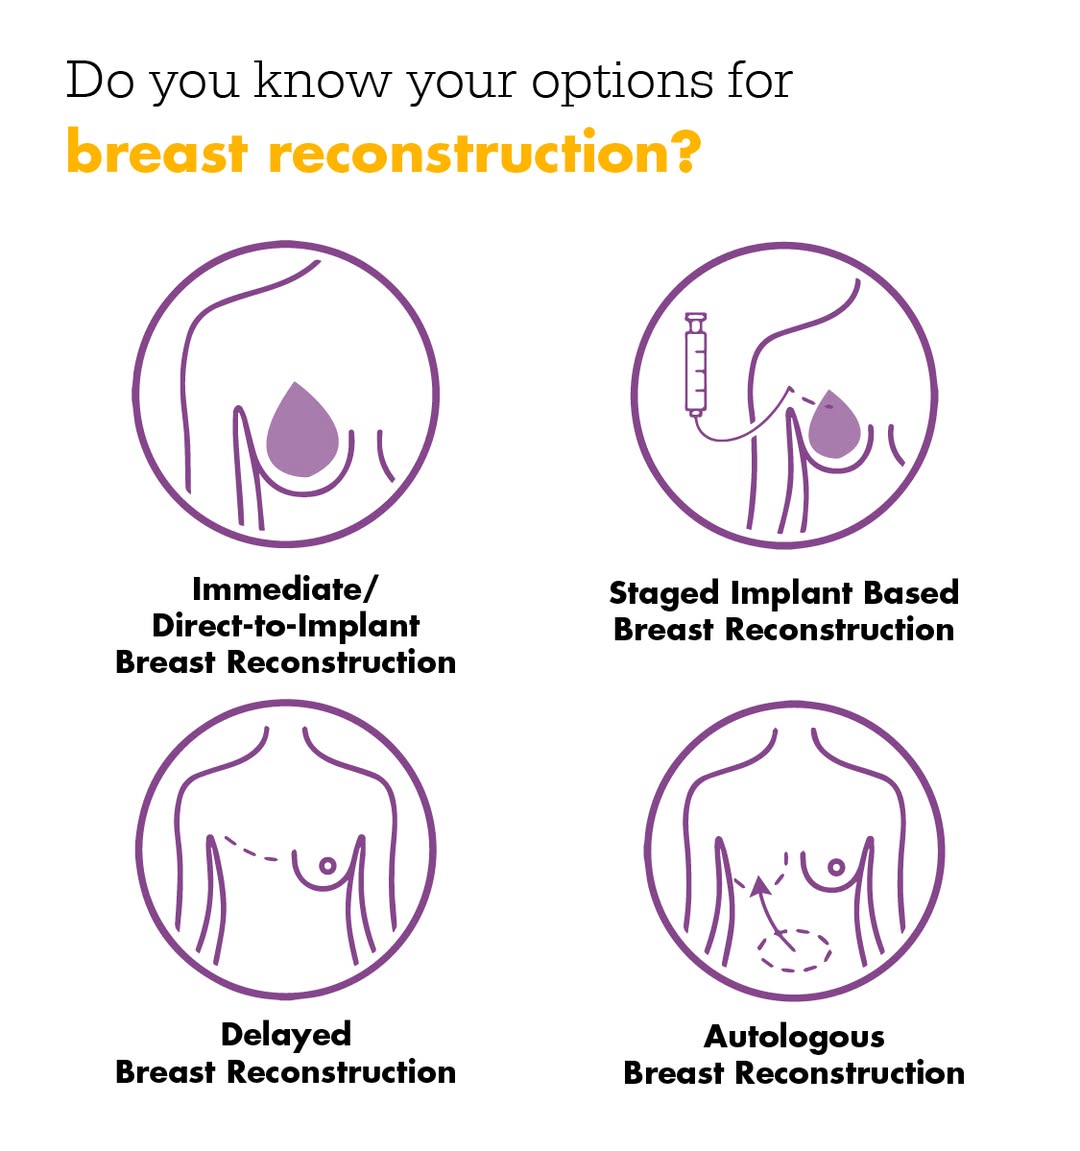 Do you know your options for
breast reconstruction?
Immediate/
Direct-to-Implant
Breast Reconstruction
Staged Implant Based
Breast Reconstruction
Delayed
Breast Reconstruction
Autologous
Breast Reconstruction